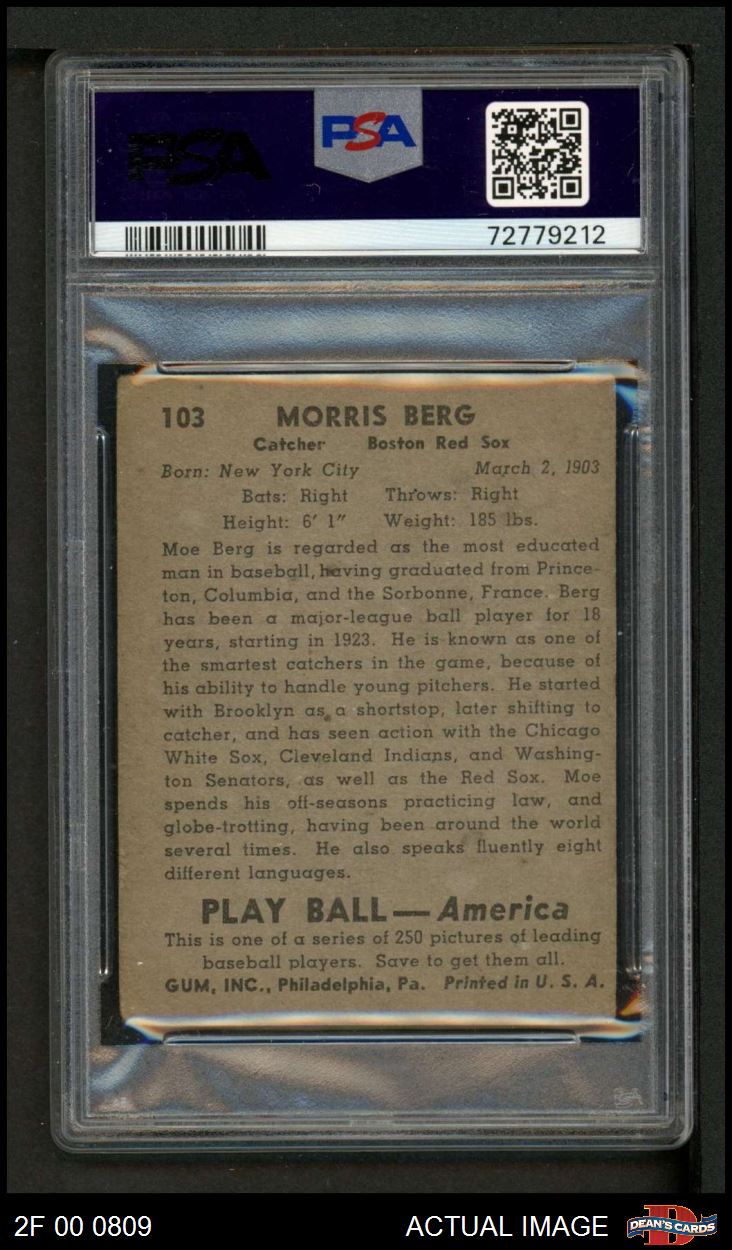 PSA
PSA
72779212
103 MORRIS BERG
Catcher Boston Red Sox
Born: New York City March 2, 1903
Bats: Right Throws: Right
Height: 6' 1" Weight: 185 lbs.
Moe Berg is regarded as the most educated
man in baseball, having graduated from Prince-
ton, Columbia, and the Sorbonne, France. Berg
has been a major-league ball player for 18
years, starting in 1923. He is known as one of
the smartest catchers in the game, because of
his ability to handle young pitchers. He started
with Brooklyn as a shortstop, later shifting to
catcher, and has seen action with the Chicago
White Sox, Cleveland Indians, and Washing-
ton Senators, as well as the Red Sox. Moe
spends his off-seasons practicing law, and
globe-trotting, having been around the world
several times. He also speaks fluently eight
different languages.
PLAY BALL—America
This is one of a series of 250 pictures of leading
baseball players. Save to get them all.
GUM, INC., Philadelphia, Pa. Printed in U. S. A.
PSA
2F 00 0809 ACTUAL IMAGE DEAN'S CARDS